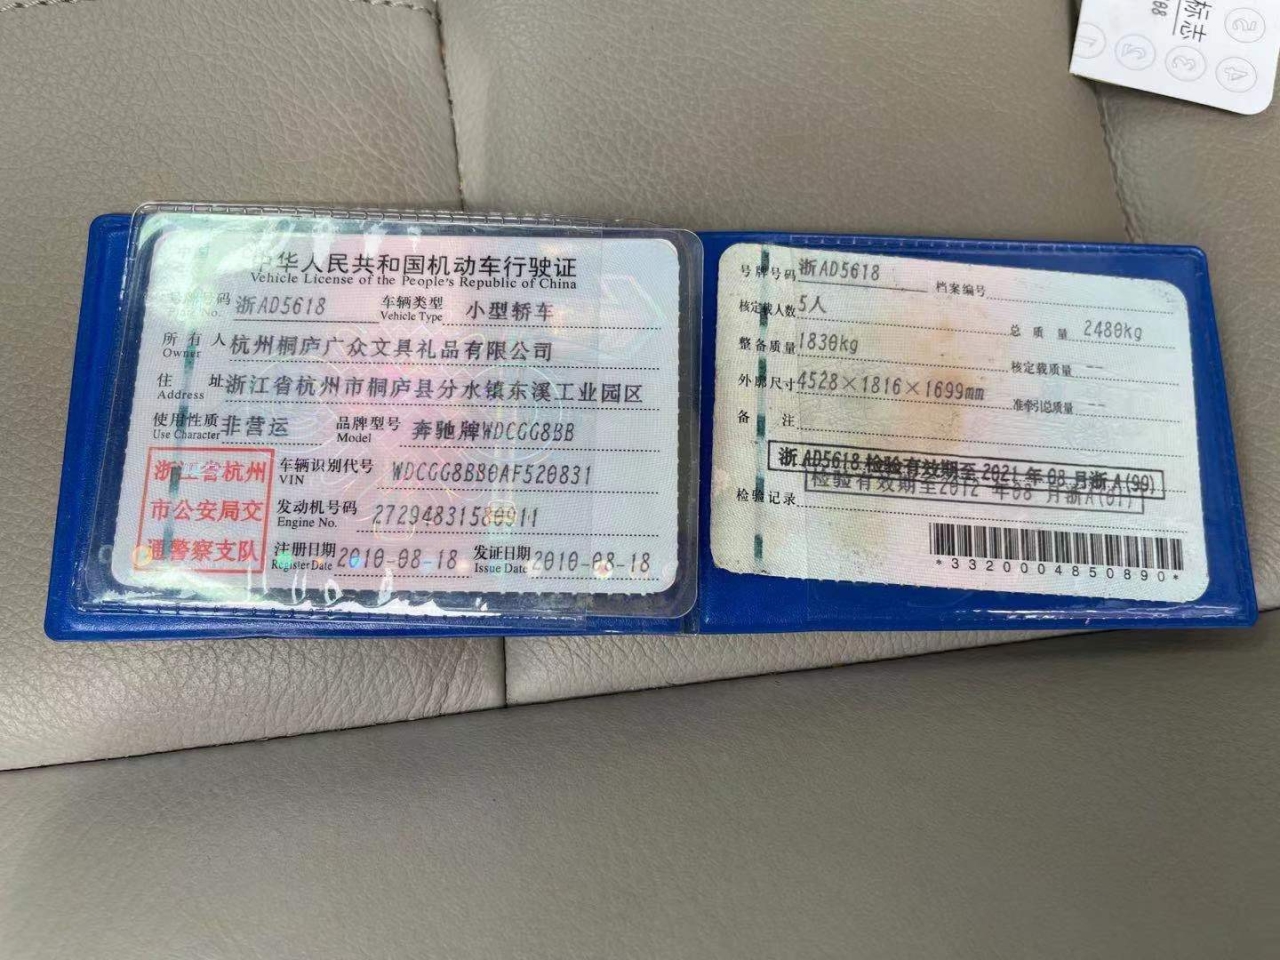 中华人民共和国机动车行驶证
Vehicle License of the People's Republic of China
号牌号码 浙AD5618 车辆类型 小型轿车
Plate No. Vehicle Type
所有人 杭州桐庐广众文具礼品有限公司
Owner
住址 浙江省杭州市桐庐县分水镇东溪工业园区
Address
使用性质 非营运 品牌型号 奔驰牌WDCGG8BB
Use Character Model
浙江省杭州
市公安局交
通警察支队
车辆识别代号 WDCGG8BB0AF520831
VIN
发动机号码 27294831580911
Engine No.
注册日期 2010-08-18 发证日期 2010-08-18
Register Date Issue Date
号牌号码 浙AD5618 档案编号
核定载人数 5人 总质量 2480kg
整备质量 1830kg 核定载质量 --
外廓尺寸 4528×1816×1699mm 准牵引总质量 --
备注
浙AD5618 检验有效期至2021年08月浙A(99)
检验有效期至2012年08月浙A(01)
检验记录
*3320004850890*
标志
1 5 3 4 2